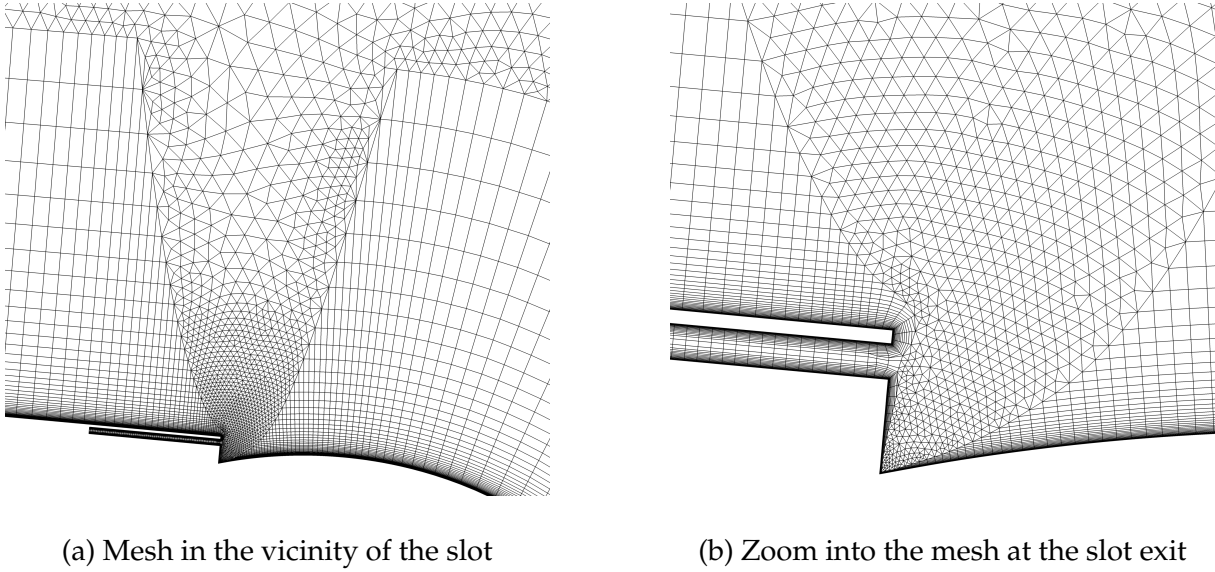 (a) Mesh in the vicinity of the slot
(b) Zoom into the mesh at the slot exit